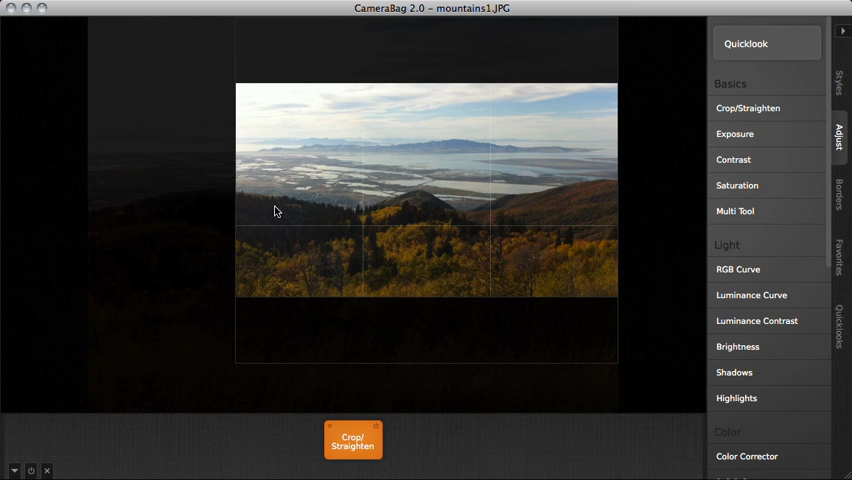 CameraBag 2.0 – mountains1.JPG
Quicklook
Basics
Crop/Straighten
Exposure
Contrast
Saturation
Multi Tool
Light
RGB Curve
Luminance Curve
Luminance Contrast
Brightness
Shadows
Highlights
Color
Color Corrector
Styles
Adjust
Borders
Favorites
Quicklooks
Crop/
Straighten